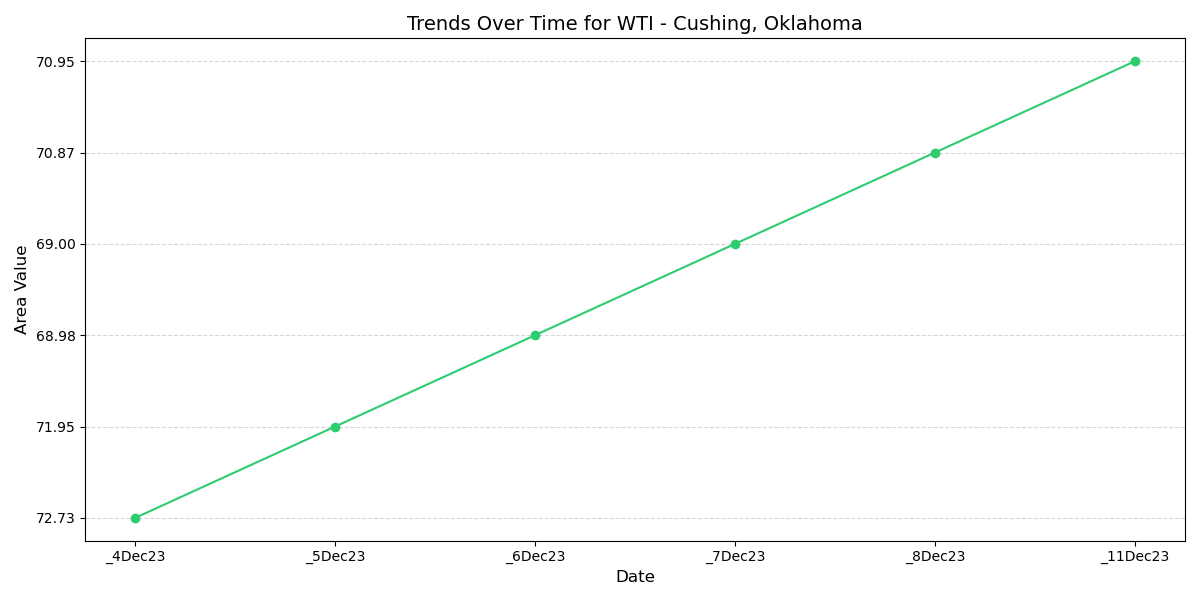 Trends Over Time for WTI - Cushing, Oklahoma
70.95
70.87
69.00
68.98
71.95
72.73
Area Value
_4Dec23 _5Dec23 _6Dec23 _7Dec23 _8Dec23 _11Dec23
Date